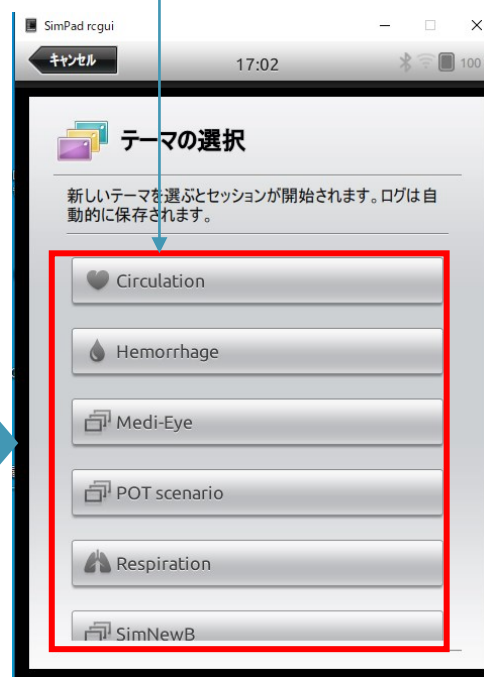 SimPad rcgui
キャンセル
17:02
100
テーマの選択
新しいテーマを選ぶとセッションが開始されます。ログは自
動的に保存されます。
Circulation
Hemorrhage
Medi-Eye
POT scenario
Respiration
SimNewB